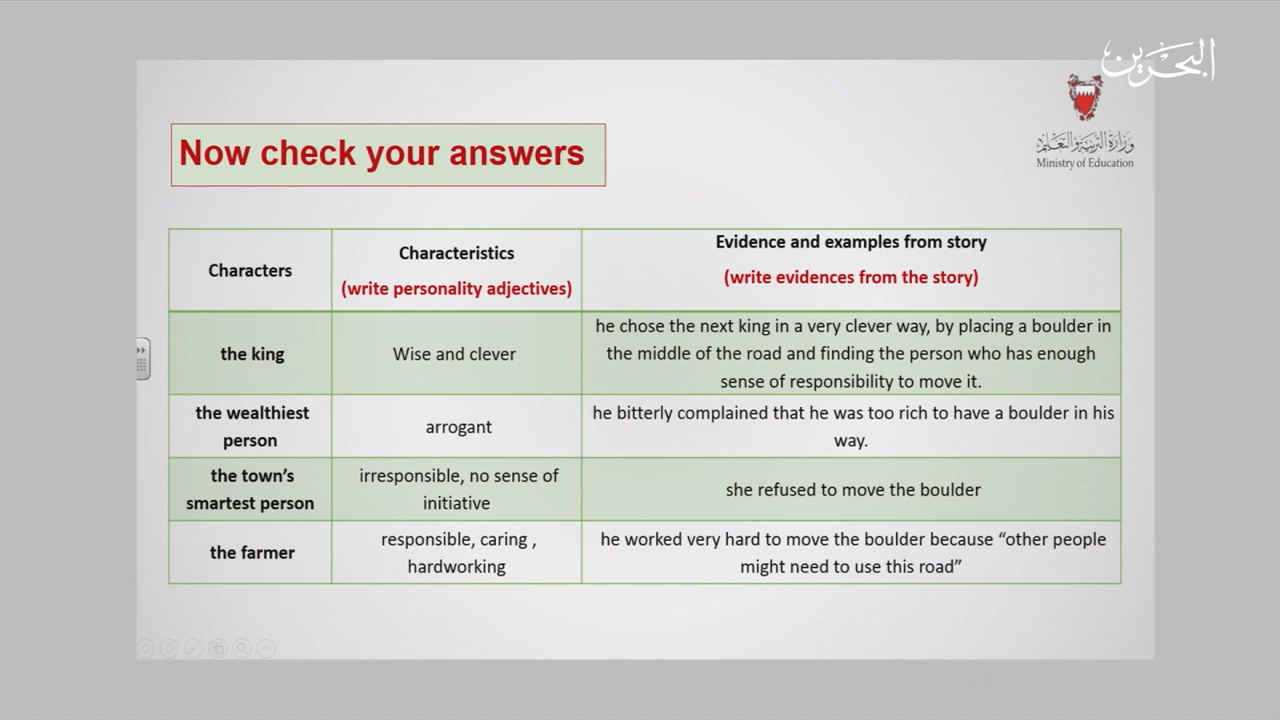 البحرين
وزارة التربية والتعليم
Ministry of Education
Now check your answers
Characters
Characteristics
(write personality adjectives)
Evidence and examples from story
(write evidences from the story)
the king
Wise and clever
he chose the next king in a very clever way, by placing a boulder in
the middle of the road and finding the person who has enough
sense of responsibility to move it.
the wealthiest
person
arrogant
he bitterly complained that he was too rich to have a boulder in his
way.
the town’s
smartest person
irresponsible, no sense of
initiative
she refused to move the boulder
the farmer
responsible, caring ,
hardworking
he worked very hard to move the boulder because “other people
might need to use this road”